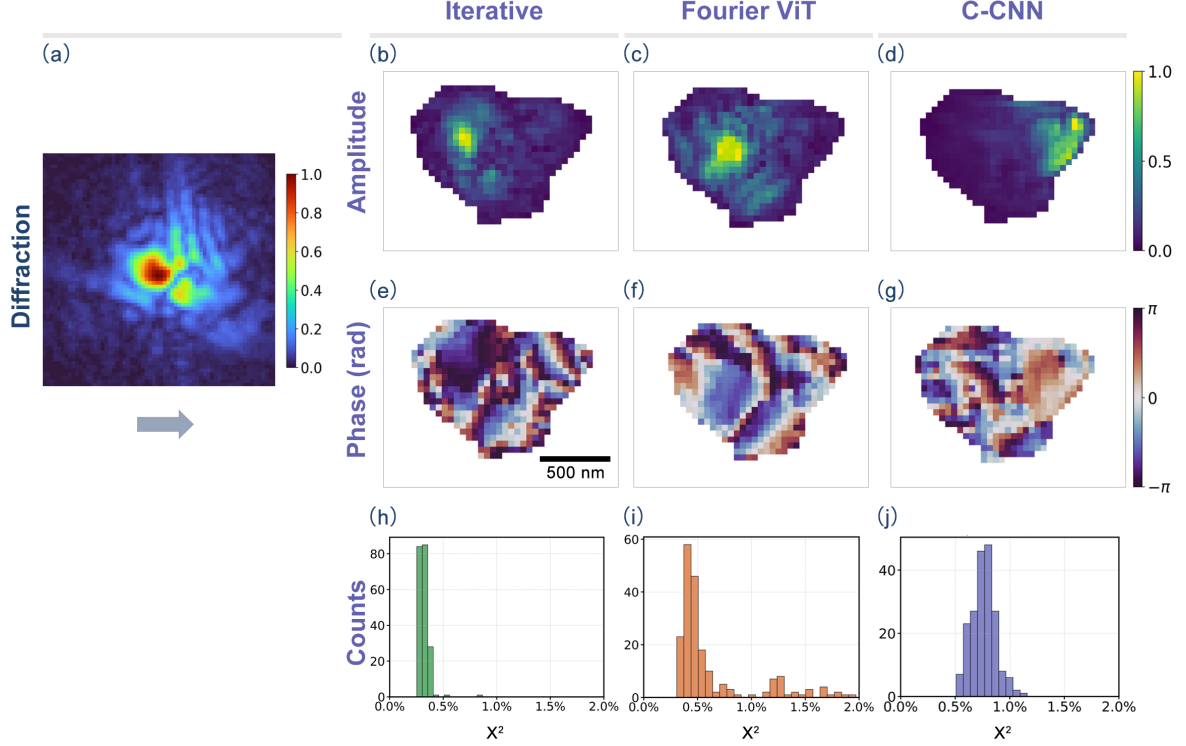 Iterative
Fourier ViT
C-CNN
(a)
(b)
(c)
(d)
Diffraction
1.0
0.8
0.6
0.4
0.2
0.0
Amplitude
1.0
0.5
0.0
(e)
(f)
(g)
Phase (rad)
500 nm
π
0
−π
(h)
(i)
(j)
Counts
80
60
40
20
0
0.0%
0.5%
1.0%
1.5%
2.0%
X²
60
40
20
0
0.0%
0.5%
1.0%
1.5%
2.0%
X²
40
20
0
0.0%
0.5%
1.0%
1.5%
2.0%
X²